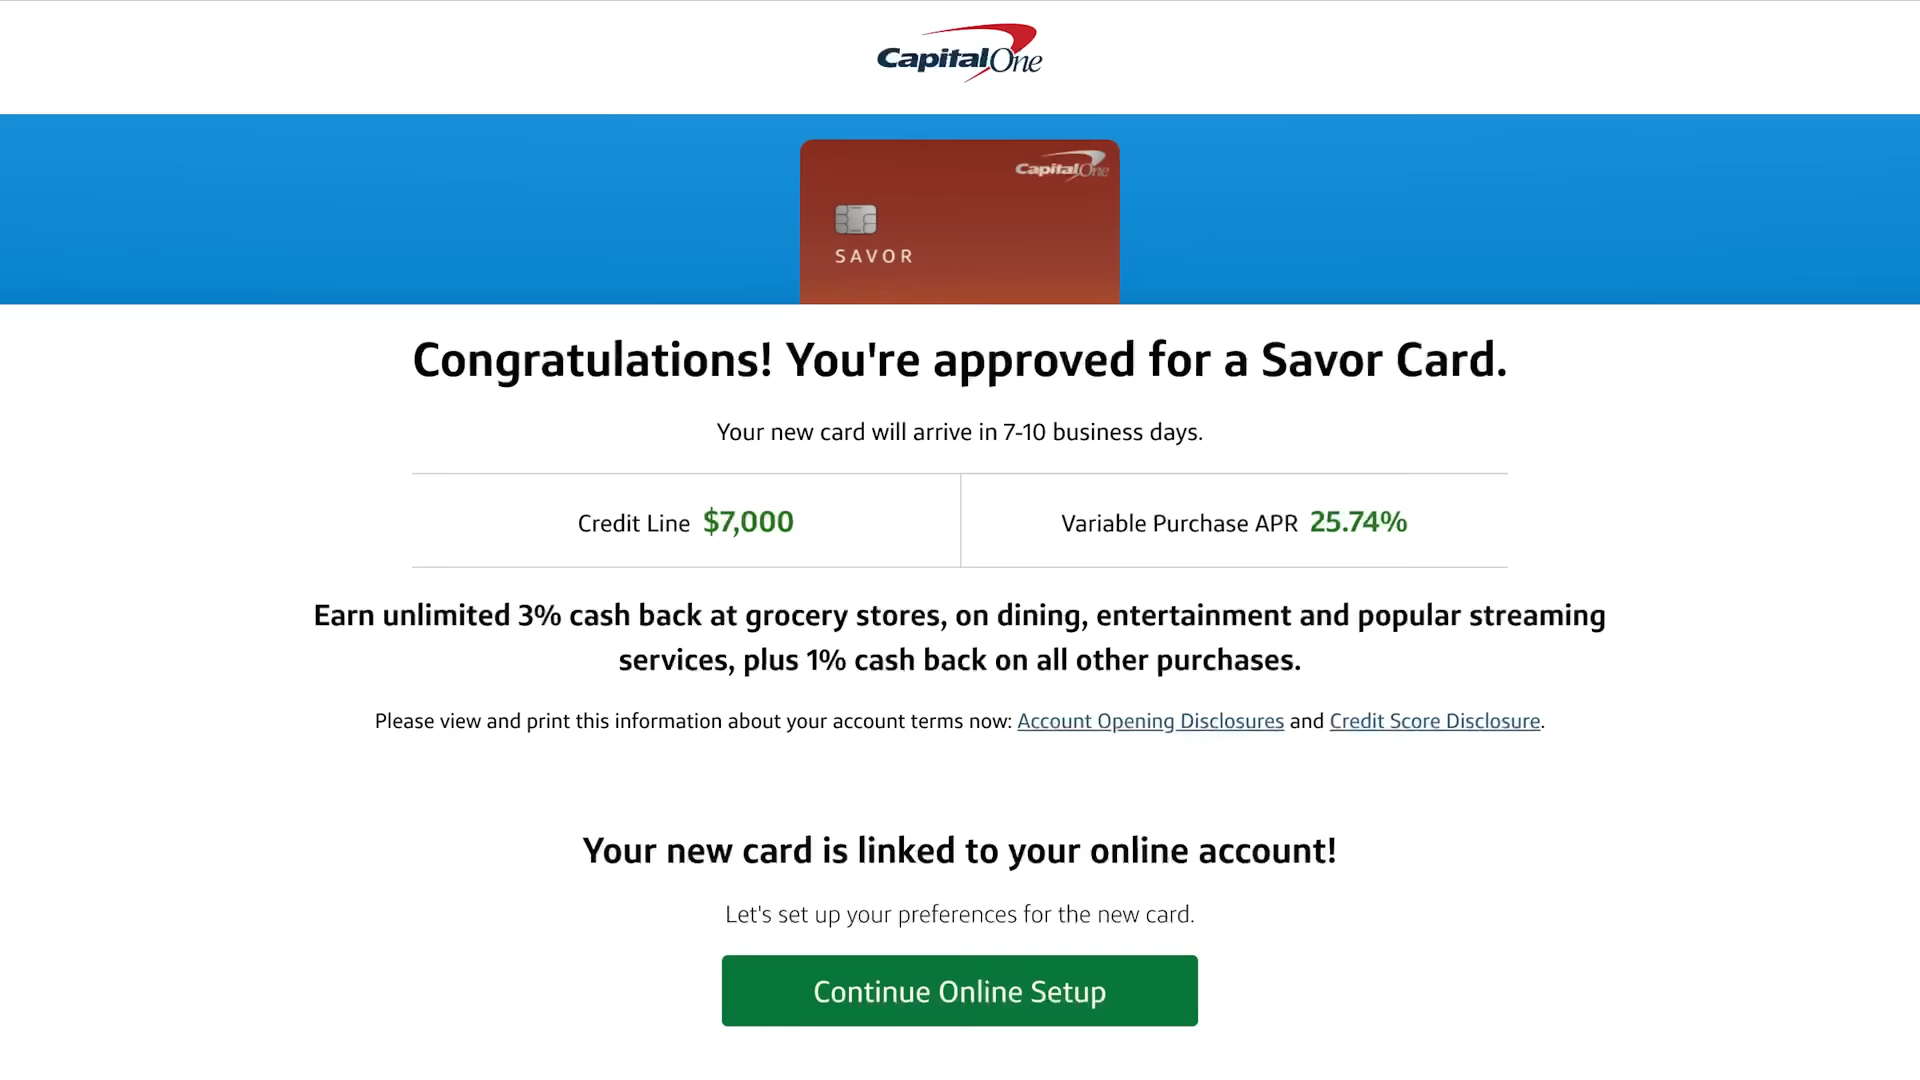 CapitalOne
CapitalOne
SAVOR
Congratulations! You're approved for a Savor Card.
Your new card will arrive in 7-10 business days.
Credit Line $7,000
Variable Purchase APR 25.74%
Earn unlimited 3% cash back at grocery stores, on dining, entertainment and popular streaming
services, plus 1% cash back on all other purchases.
Please view and print this information about your account terms now: Account Opening Disclosures and Credit Score Disclosure.
Your new card is linked to your online account!
Let's set up your preferences for the new card.
Continue Online Setup